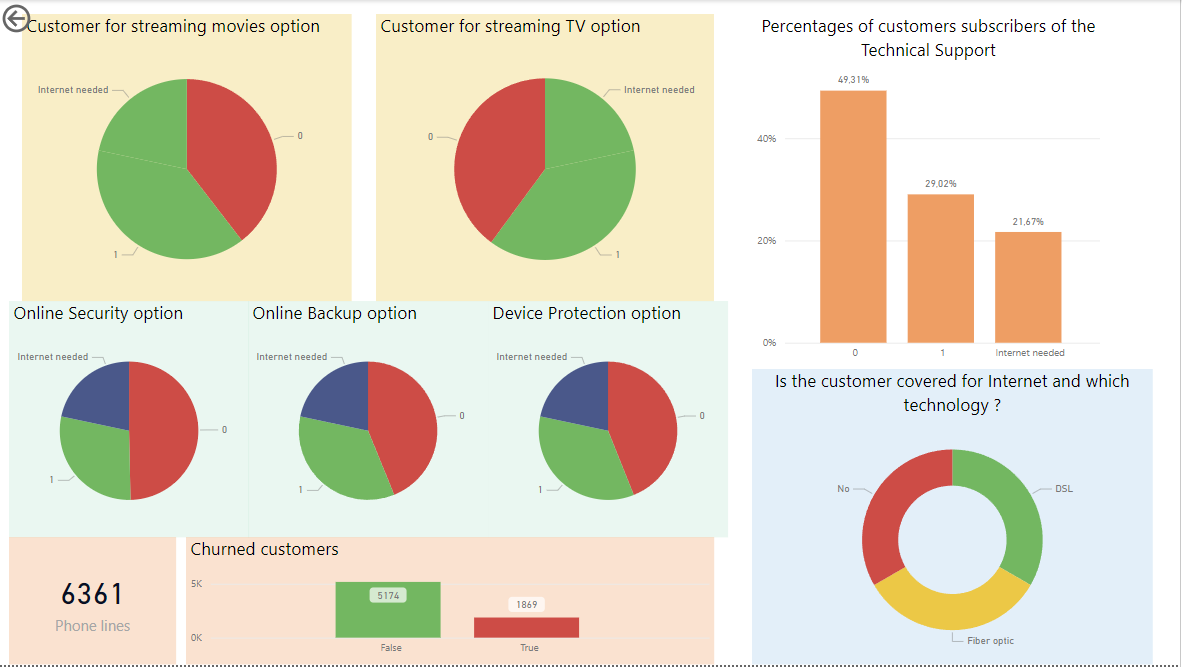 Customer for streaming movies option
Internet needed
0
1
Customer for streaming TV option
Internet needed
0
1
Percentages of customers subscribers of the
Technical Support
49,31%
40%
29,02%
21,67%
20%
0%
0
1
Internet needed
Online Security option
Internet needed
0
1
Online Backup option
Internet needed
0
1
Device Protection option
Internet needed
0
1
Is the customer covered for Internet and which
technology ?
No
DSL
Fiber optic
6361
Phone lines
Churned customers
5K
5174
1869
0K
False
True